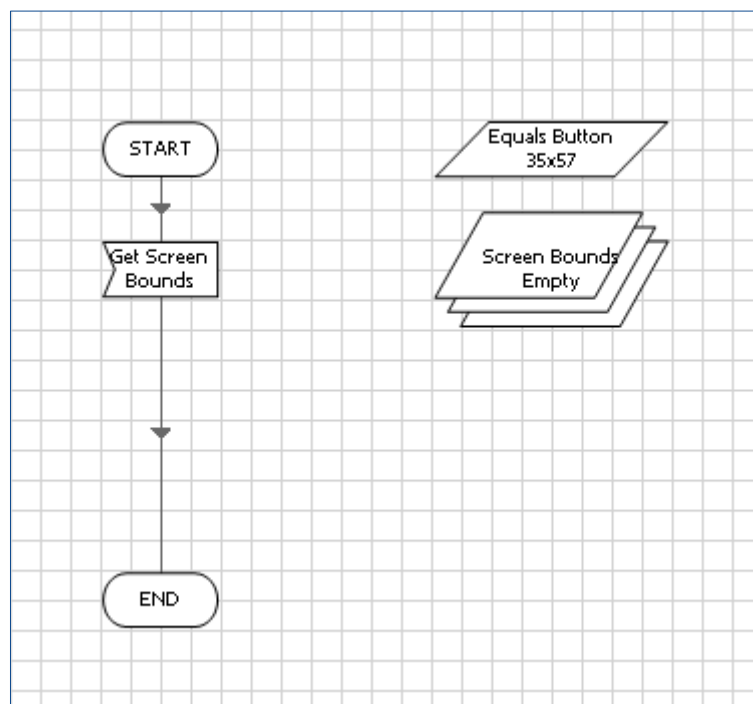 START
Equals Button
35x57
Get Screen
Bounds
Screen Bounds
Empty
END